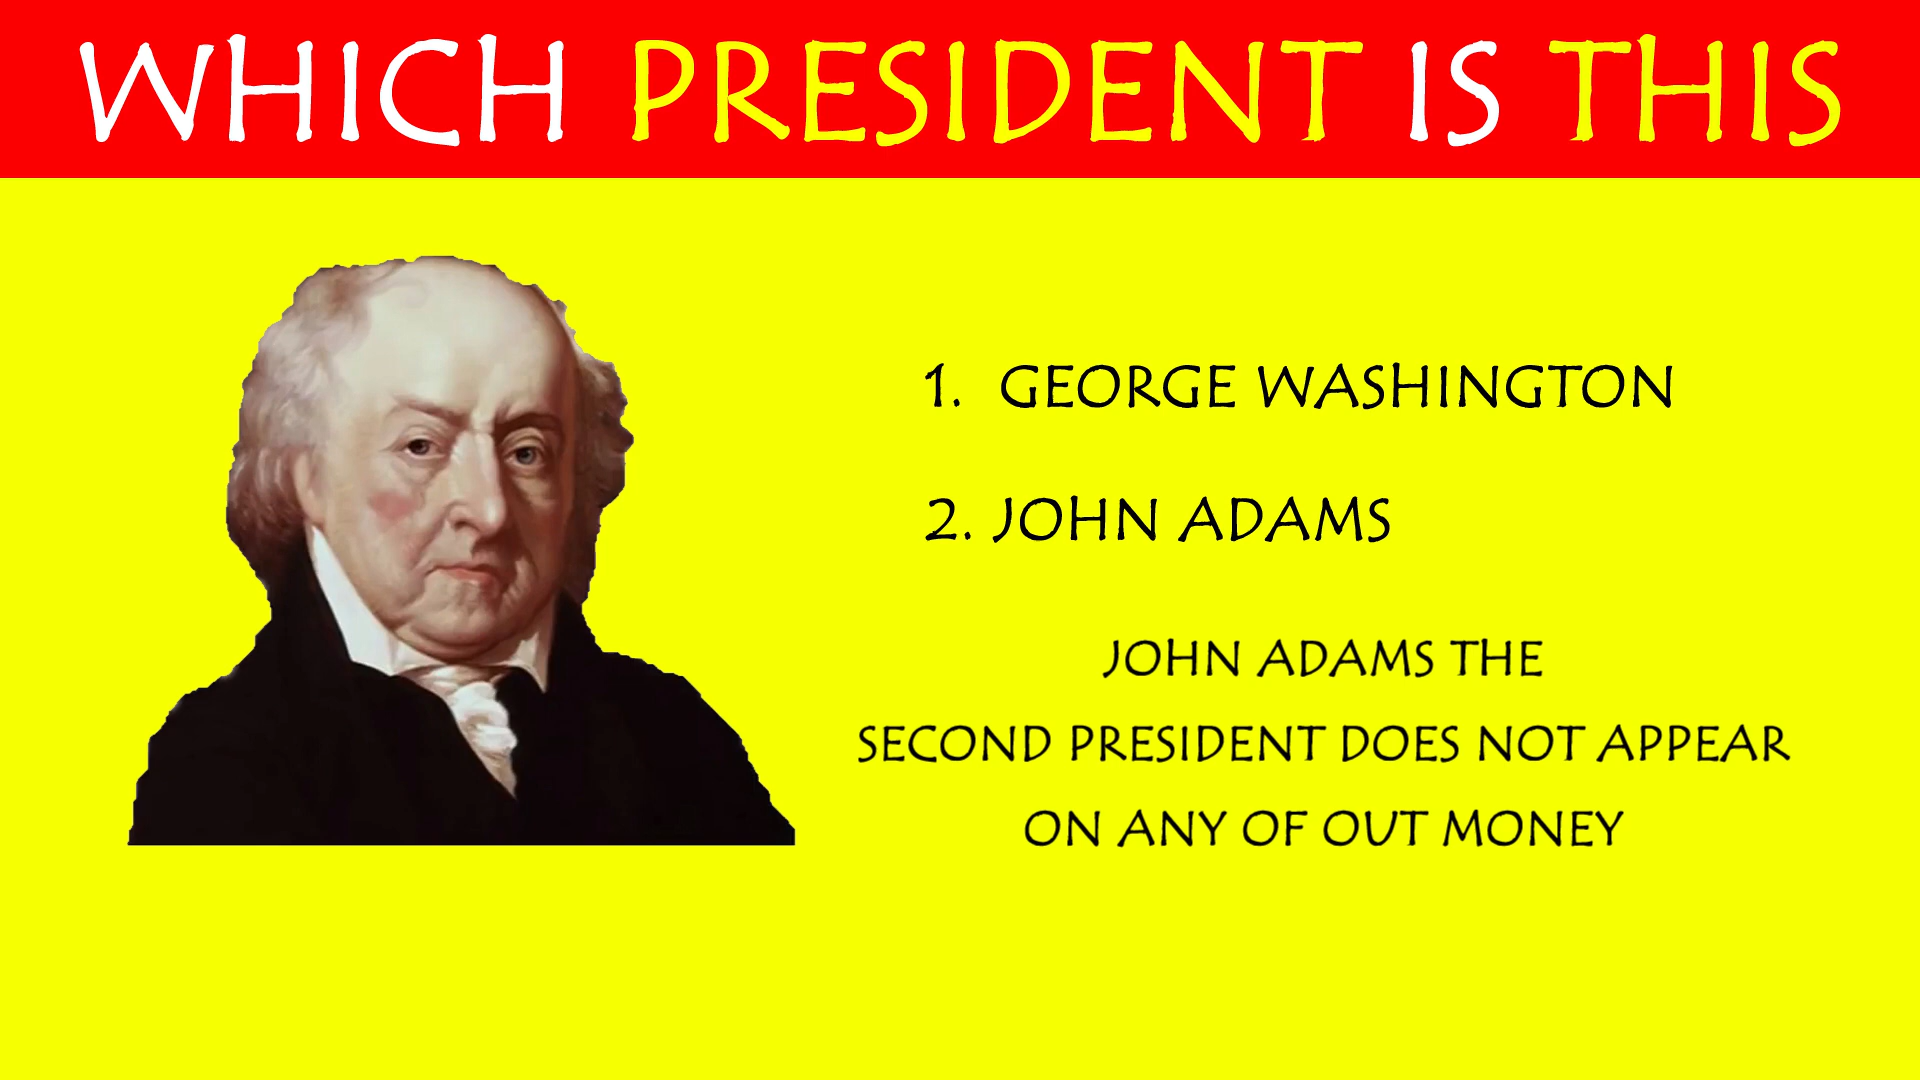 WHICH PRESIDENT IS THIS
1. GEORGE WASHINGTON
2. JOHN ADAMS
JOHN ADAMS THE
SECOND PRESIDENT DOES NOT APPEAR
ON ANY OF OUT MONEY